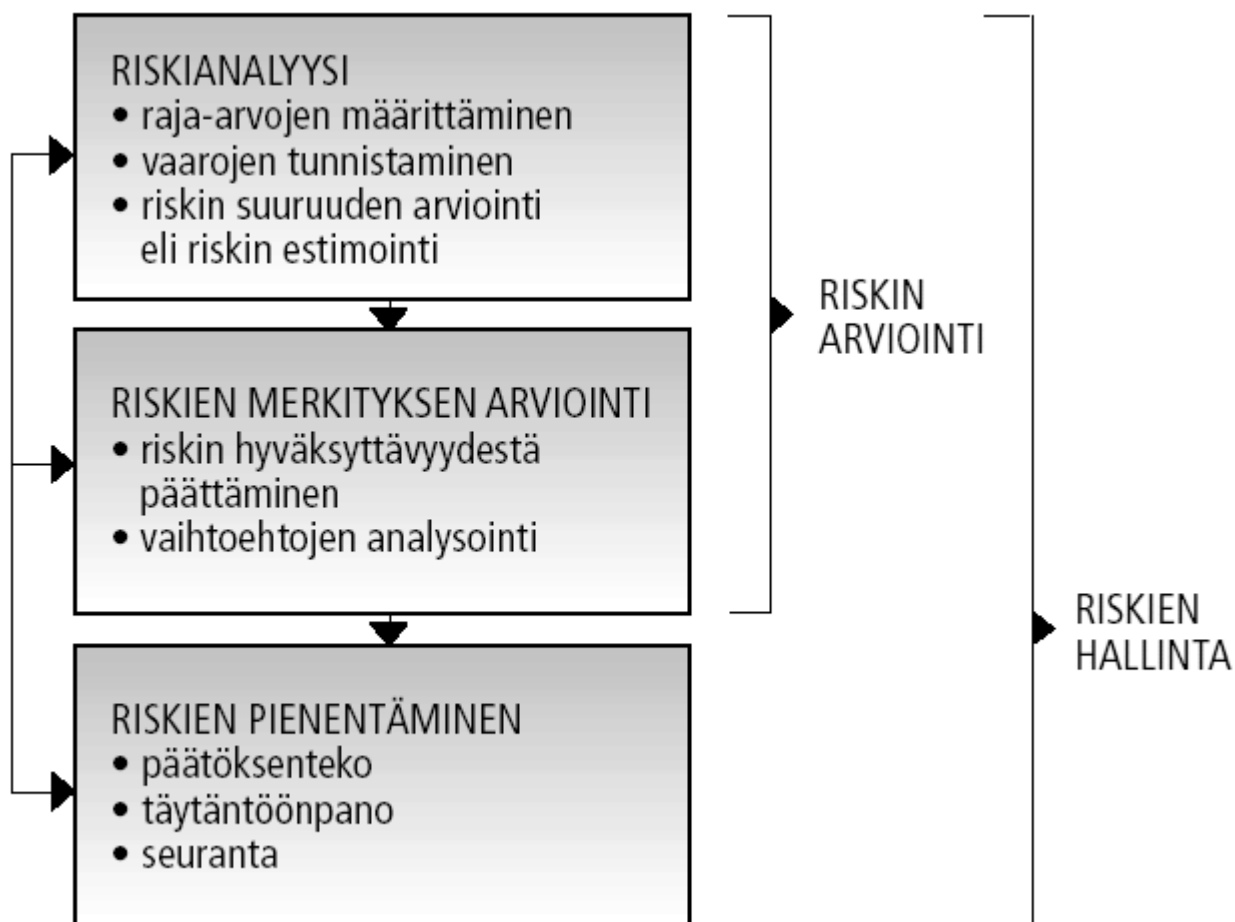 RISKIANALYYSI
• raja-arvojen määrittäminen
• vaarojen tunnistaminen
• riskin suuruuden arviointi
eli riskin estimointi
RISKIN
ARVIOINTI
RISKIEN MERKITYKSEN ARVIOINTI
• riskin hyväksyttävyydestä
päättäminen
• vaihtoehtojen analysointi
RISKIEN
HALLINTA
RISKIEN PIENENTÄMINEN
• päätöksenteko
• täytäntöönpano
• seuranta